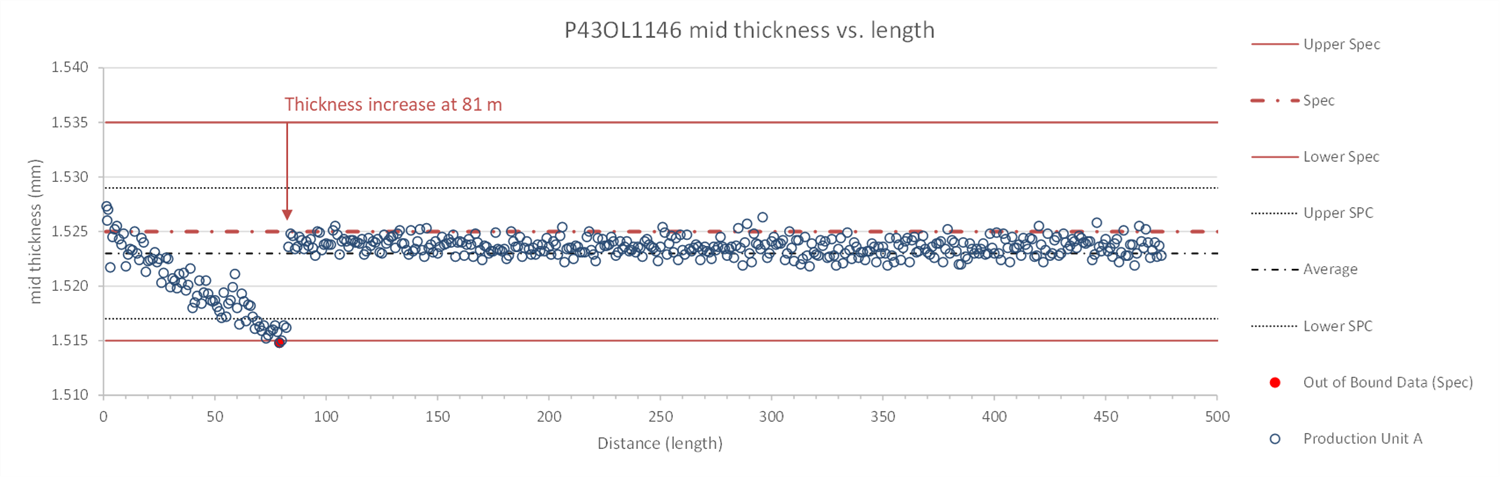 P43OL1146 mid thickness vs. length
Upper Spec
1.540
Thickness increase at 81 m
Spec
1.535
Lower Spec
1.530
mid thickness (mm)
Upper SPC
1.525
Average
1.520
Lower SPC
1.515
Out of Bound Data (Spec)
1.510
0 50 100 150 200 250 300 350 400 450 500
Distance (length)
Production Unit A